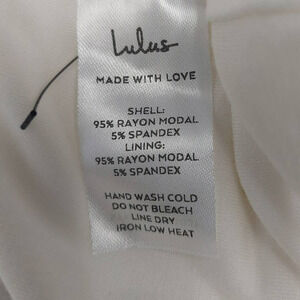 Lulus
MADE WITH LOVE
SHELL:
95% RAYON MODAL
5% SPANDEX
LINING:
95% RAYON MODAL
5% SPANDEX
HAND WASH COLD
DO NOT BLEACH
LINE DRY
IRON LOW HEAT